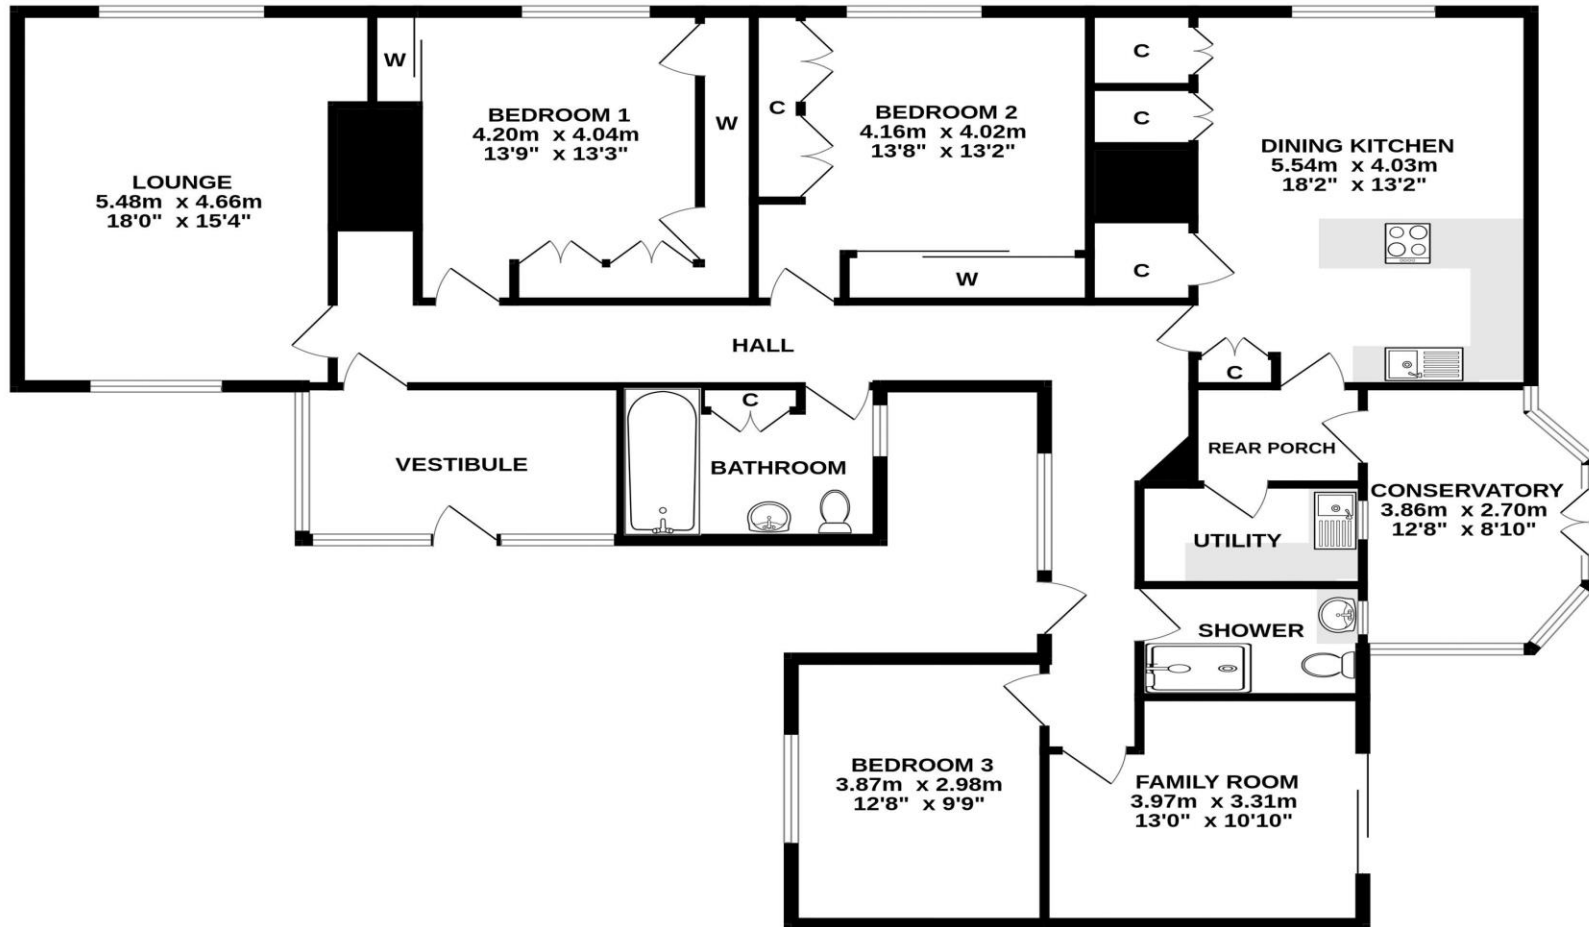 W
BEDROOM 1
4.20m x 4.04m
13'9" x 13'3"
W
C
BEDROOM 2
4.16m x 4.02m
13'8" x 13'2"
W
C
C
C
C
DINING KITCHEN
5.54m x 4.03m
18'2" x 13'2"
LOUNGE
5.48m x 4.66m
18'0" x 15'4"
HALL
VESTIBULE
C
BATHROOM
REAR PORCH
CONSERVATORY
3.86m x 2.70m
12'8" x 8'10"
UTILITY
SHOWER
BEDROOM 3
3.87m x 2.98m
12'8" x 9'9"
FAMILY ROOM
3.97m x 3.31m
13'0" x 10'10"